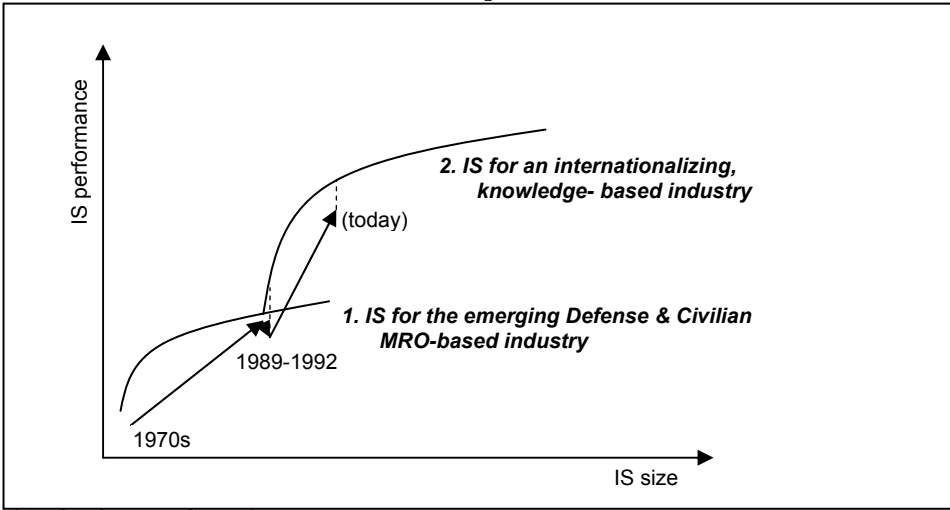 IS performance
2. IS for an internationalizing,
knowledge- based industry
(today)
1. IS for the emerging Defense & Civilian
MRO-based industry
1989-1992
1970s
IS size